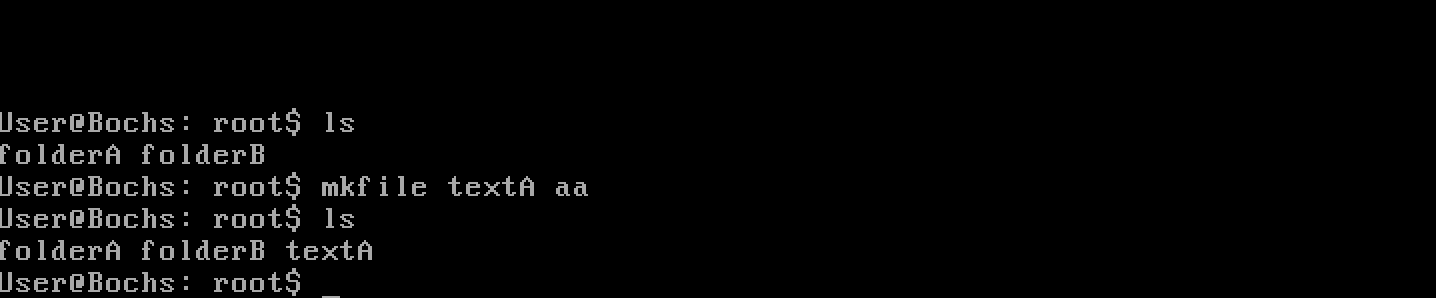 User@Bochs: root$ ls
folderA folderB
User@Bochs: root$ mkfile textA aa
User@Bochs: root$ ls
folderA folderB textA
User@Bochs: root$ _